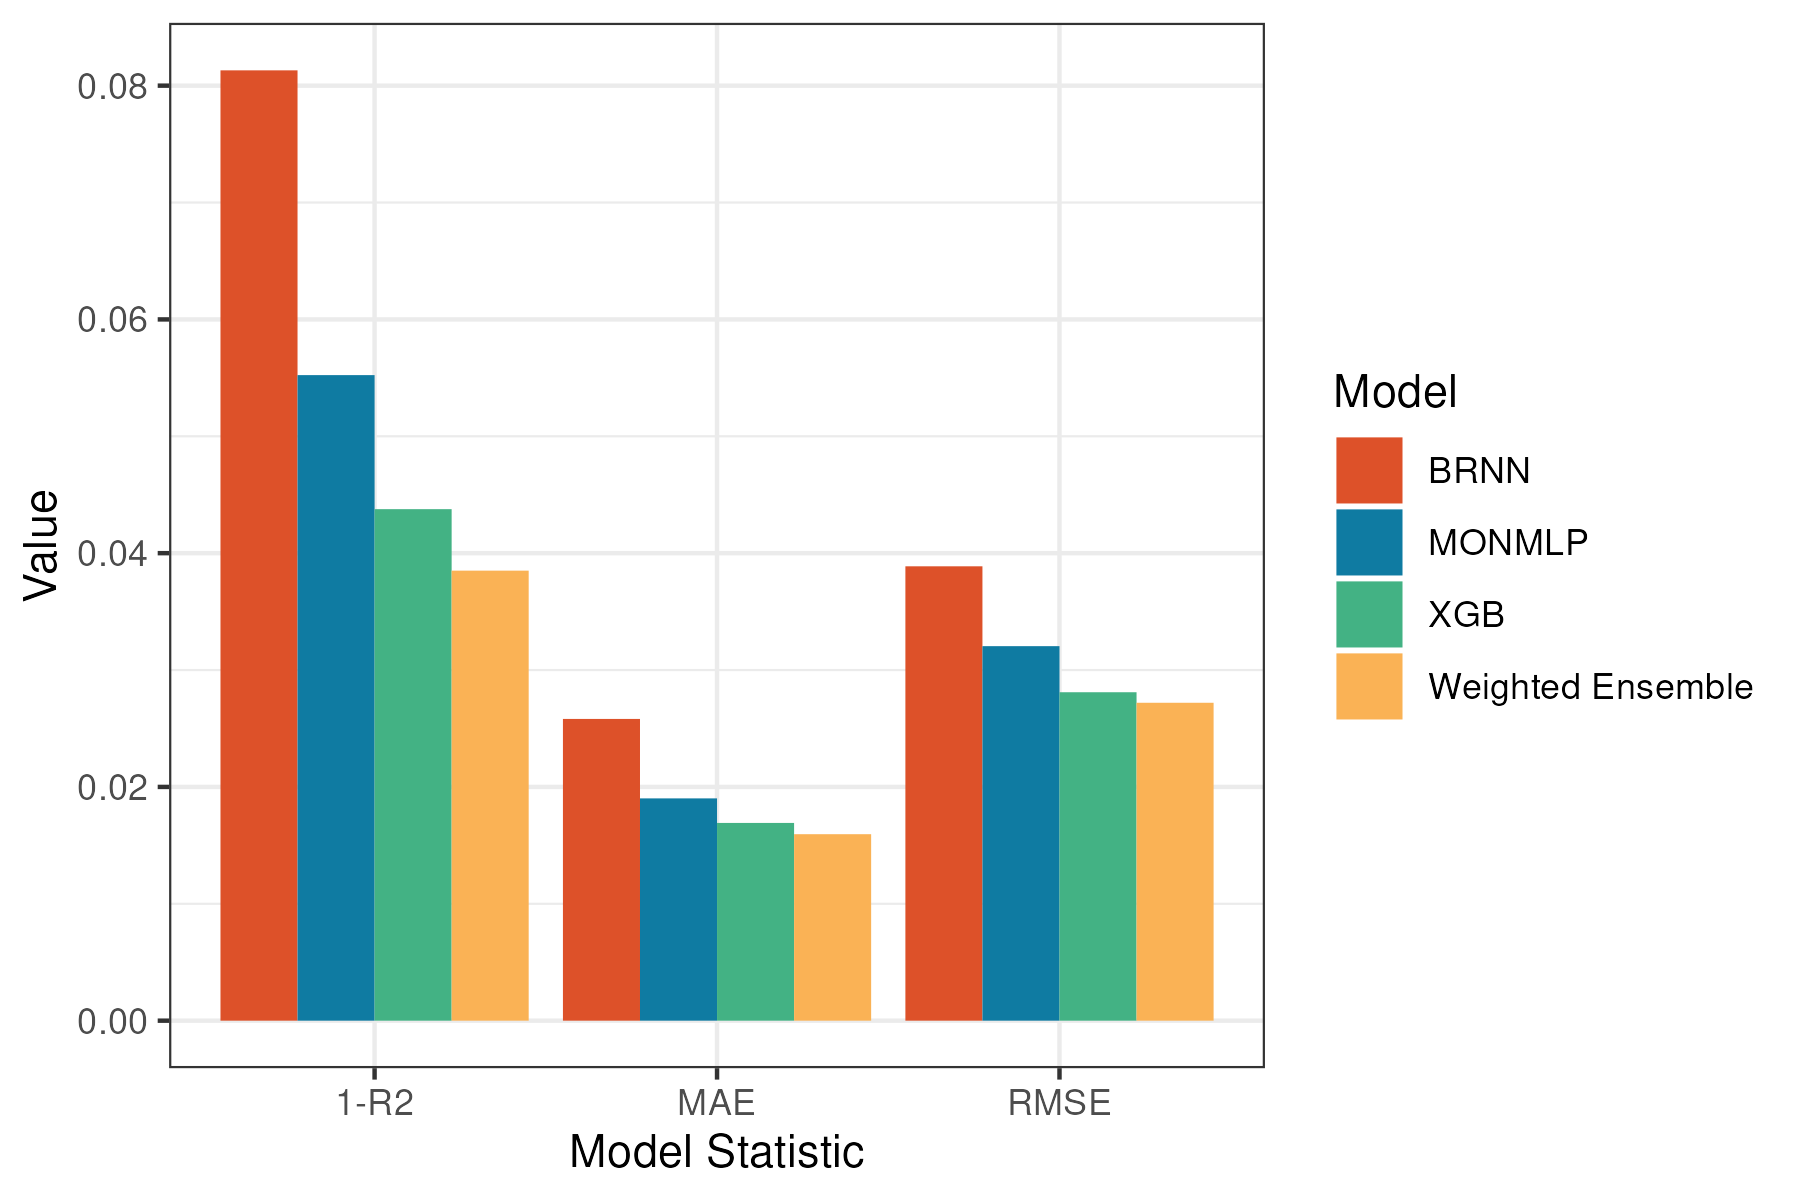 0.08
0.06
0.04
0.02
0.00
Value
1-R2
MAE
RMSE
Model Statistic
Model
BRNN
MONMLP
XGB
Weighted Ensemble